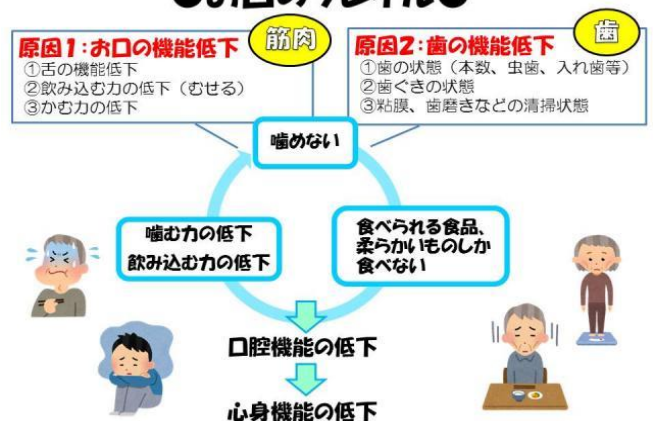 原因1:お口の機能低下
筋肉
①舌の機能低下
②飲み込む力の低下（むせる）
③かむ力の低下
原因2:歯の機能低下
歯
①歯の状態（本数、虫歯、入れ歯等）
②歯ぐきの状態
③粘膜、歯磨きなどの清掃状態
噛めない
食べられる食品、
柔らかいものしか
食べない
噛む力の低下
飲み込む力の低下
口腔機能の低下
心身機能の低下